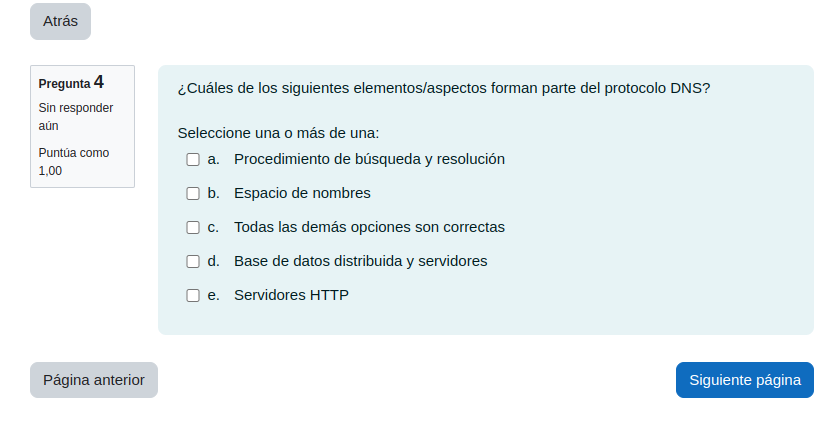 Atrás
Pregunta 4
Sin responder
aún
Puntúa como
1,00
¿Cuáles de los siguientes elementos/aspectos forman parte del protocolo DNS?
Seleccione una o más de una:
a. Procedimiento de búsqueda y resolución
b. Espacio de nombres
c. Todas las demás opciones son correctas
d. Base de datos distribuida y servidores
e. Servidores HTTP
Página anterior
Siguiente página